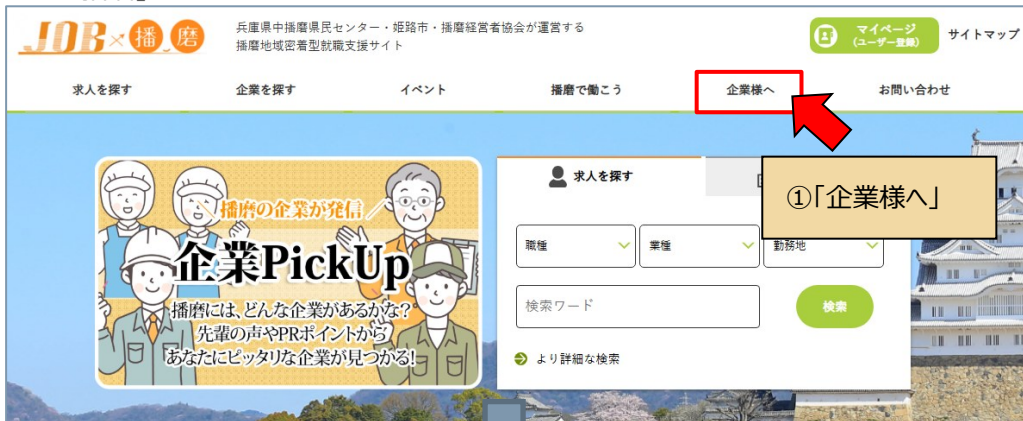 JOB×播磨
兵庫県中播磨県民センター・姫路市・播磨経営者協会が運営する
播磨地域密着型就職支援サイト
マイページ
(ユーザー登録)
サイトマップ
求人を探す
企業を探す
イベント
播磨で働こう
企業様へ
お問い合わせ
播磨の企業が発信
企業PickUp
播磨には、どんな企業があるかな?
先輩の声やPRポイントから
あなたにピッタリな企業が見つかる!
求人を探す
①「企業様へ」
職種
業種
勤務地
検索ワード
検索
より詳細な検索